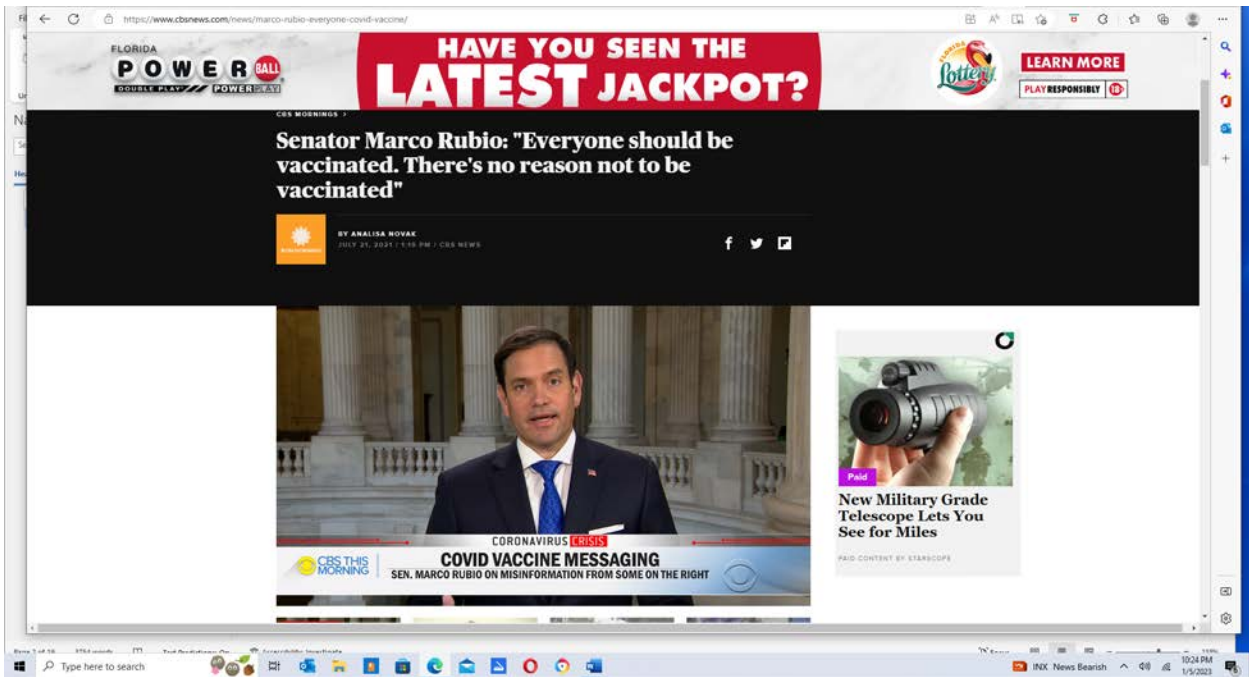 https://www.cbsnews.com/news/marco-rubio-everyone-covid-vaccine/
FLORIDA
POWERBALL
DOUBLE PLAY POWERPLAY
HAVE YOU SEEN THE
LATEST JACKPOT?
FLORIDA
Lottery
LEARN MORE
PLAY RESPONSIBLY 18+
CBS MORNINGS >
Senator Marco Rubio: "Everyone should be
vaccinated. There's no reason not to be
vaccinated"
BY ANALISA NOVAK
JULY 21, 2021 / 1:15 PM / CBS NEWS
CORONAVIRUS CRISIS
CBS THIS
MORNING
COVID VACCINE MESSAGING
SEN. MARCO RUBIO ON MISINFORMATION FROM SOME ON THE RIGHT
Paid
New Military Grade
Telescope Lets You
See for Miles
PAID CONTENT BY STARSCOPE
Type here to search
INX News Bearish
10:24 PM
1/5/2023